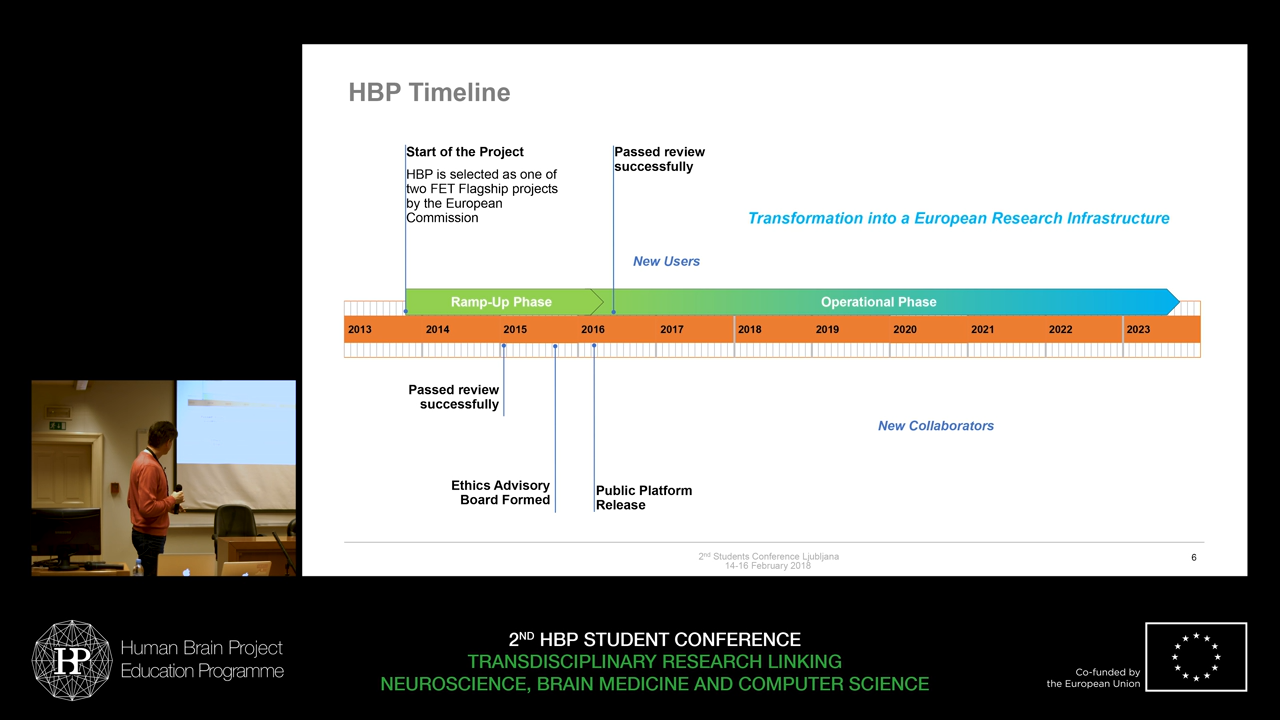 HBP Timeline
Start of the Project
HBP is selected as one of
two FET Flagship projects
by the European
Commission
Passed review
successfully
Transformation into a European Research Infrastructure
New Users
Ramp-Up Phase
Operational Phase
2013 2014 2015 2016 2017 2018 2019 2020 2021 2022 2023
Passed review
successfully
New Collaborators
Ethics Advisory
Board Formed
Public Platform
Release
2nd Students Conference Ljubljana
14-16 February 2018
6
HP
Human Brain Project
Education Programme
2ND HBP STUDENT CONFERENCE
TRANSDISCIPLINARY RESEARCH LINKING
NEUROSCIENCE, BRAIN MEDICINE AND COMPUTER SCIENCE
Co-funded by
the European Union